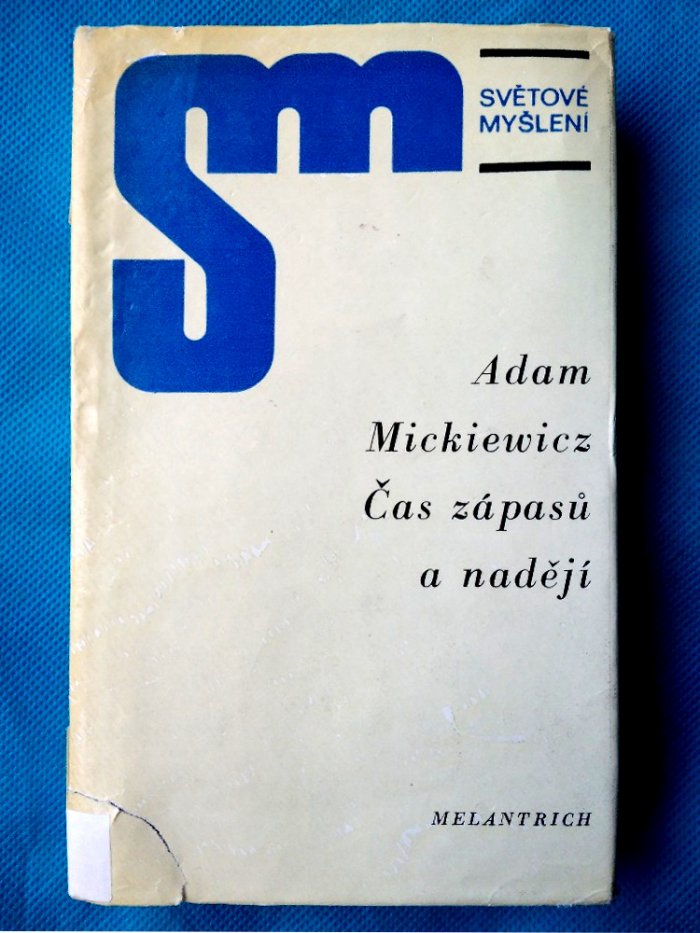 sm
SVĚTOVÉ
MYŠLENÍ
Adam
Mickiewicz
Čas zápasů
a nadějí
MELANTRICH